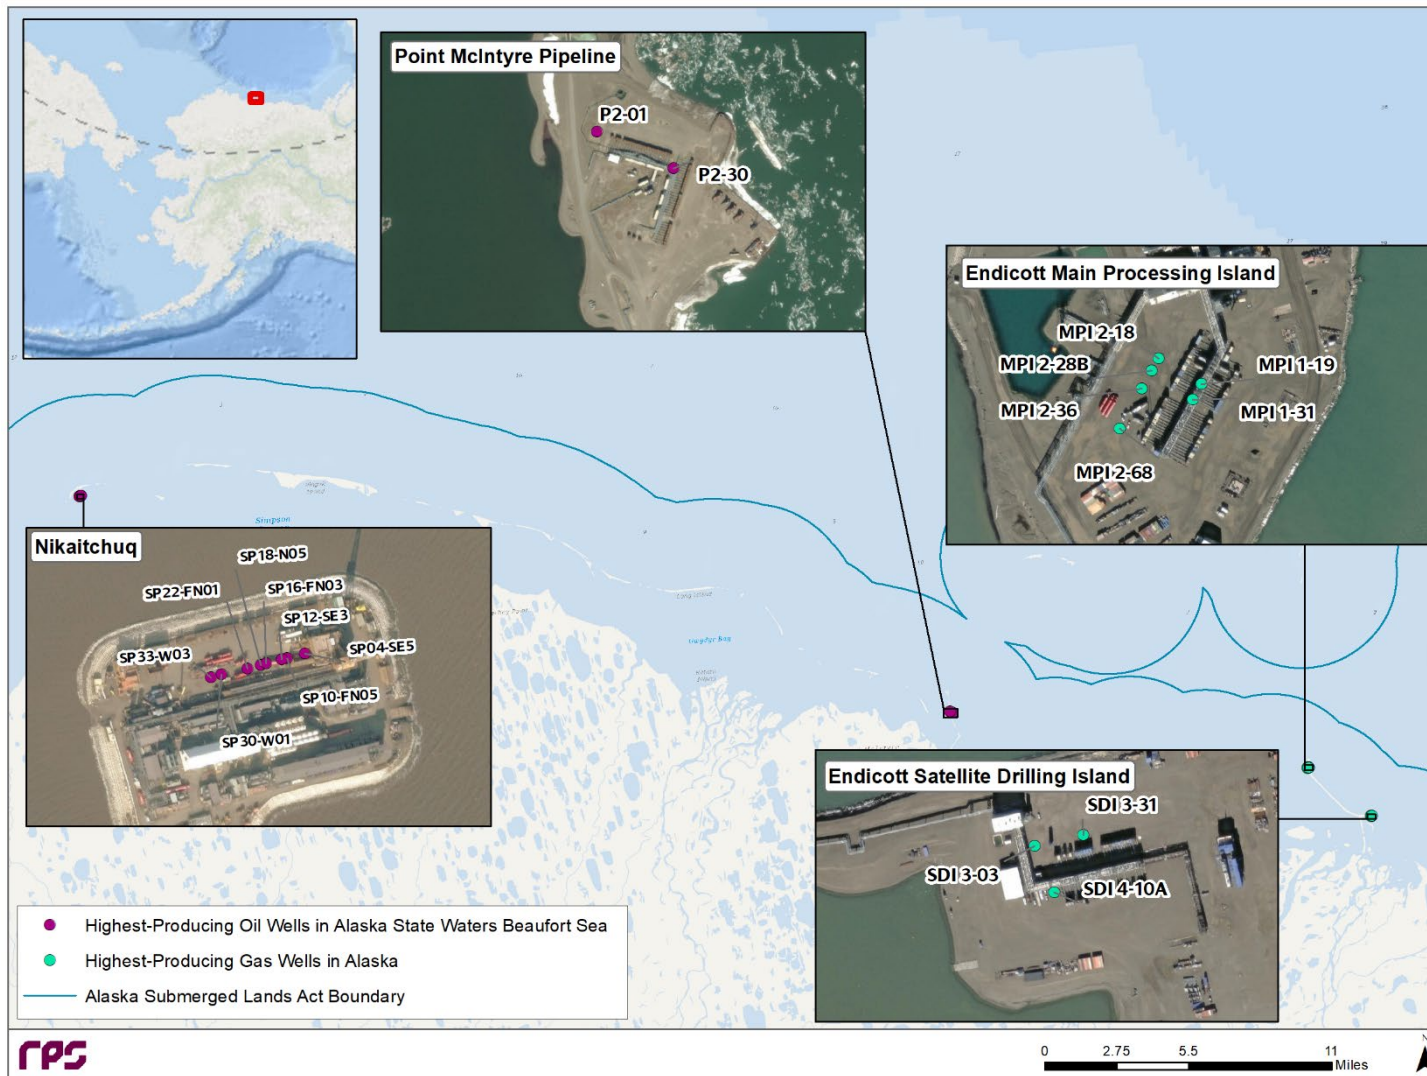 Point McIntyre Pipeline
P2-01
P2-30
Endicott Main Processing Island
MPI 2-18
MPI 2-28B
MPI 1-19
MPI 2-36
MPI 1-31
MPI 2-68
Simpson
Nikaitchuq
SP18-N05
SP22-FN01
SP16-FN03
SP12-SE3
SP33-W03
SP04-SE5
SP10-FN05
SP30-W01
Endicott Satellite Drilling Island
SDI 3-31
SDI 3-03
SDI 4-10A
Highest-Producing Oil Wells in Alaska State Waters Beaufort Sea
Highest-Producing Gas Wells in Alaska
Alaska Submerged Lands Act Boundary
rps
0 2.75 5.5 11
Miles
N